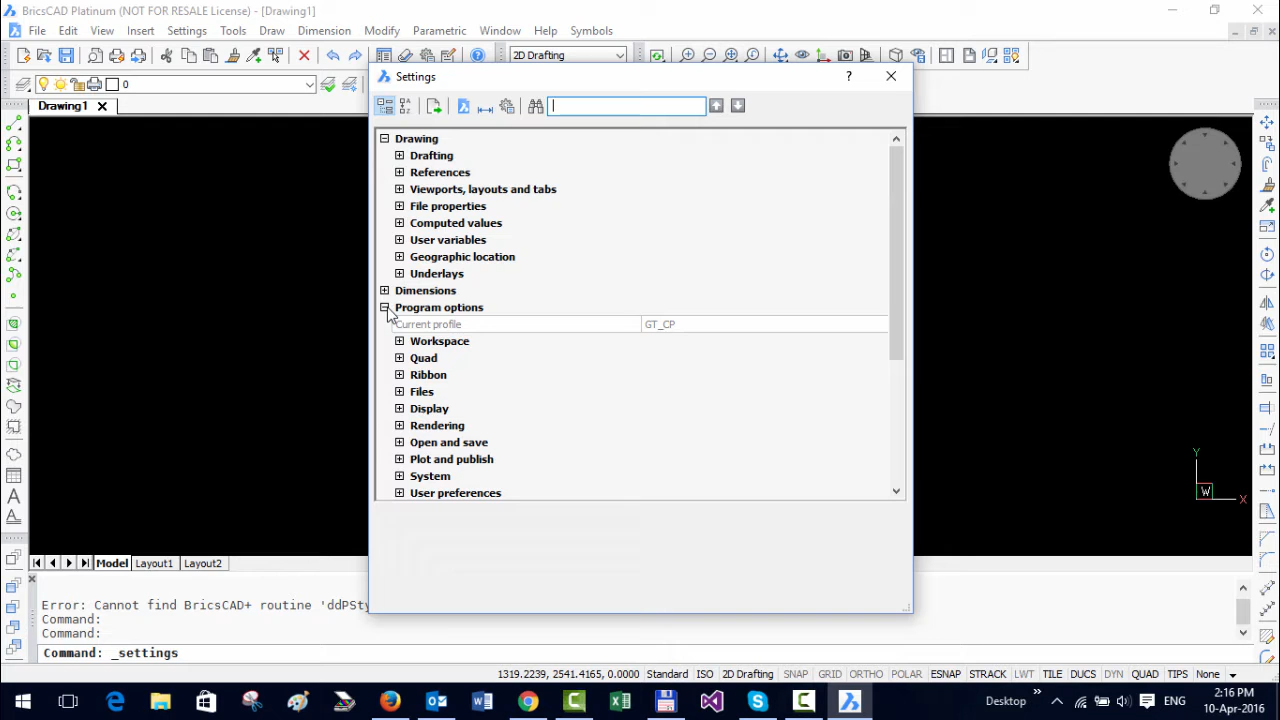 BricsCAD Platinum (NOT FOR RESALE License) - [Drawing1]
File Edit View Insert Settings Tools Draw Dimension Modify Parametric Window Help Symbols
2D Drafting
0
Drawing1
Settings
?
Drawing
Drafting
References
Viewports, layouts and tabs
File properties
Computed values
User variables
Geographic location
Underlays
Dimensions
Program options
Current profile GT_CP
Workspace
Quad
Ribbon
Files
Display
Rendering
Open and save
Plot and publish
System
User preferences
Y
W X
Model Layout1 Layout2
Error: Cannot find BricsCAD+ routine 'ddPSty
Command:
Command:
Command: _settings
1319.2239, 2541.4165, 0.0000 Standard ISO 2D Drafting SNAP GRID ORTHO POLAR ESNAP STRACK LWT TILE DUCS DYN QUAD TIPS None
Desktop ENG 2:16 PM
10-Apr-2016